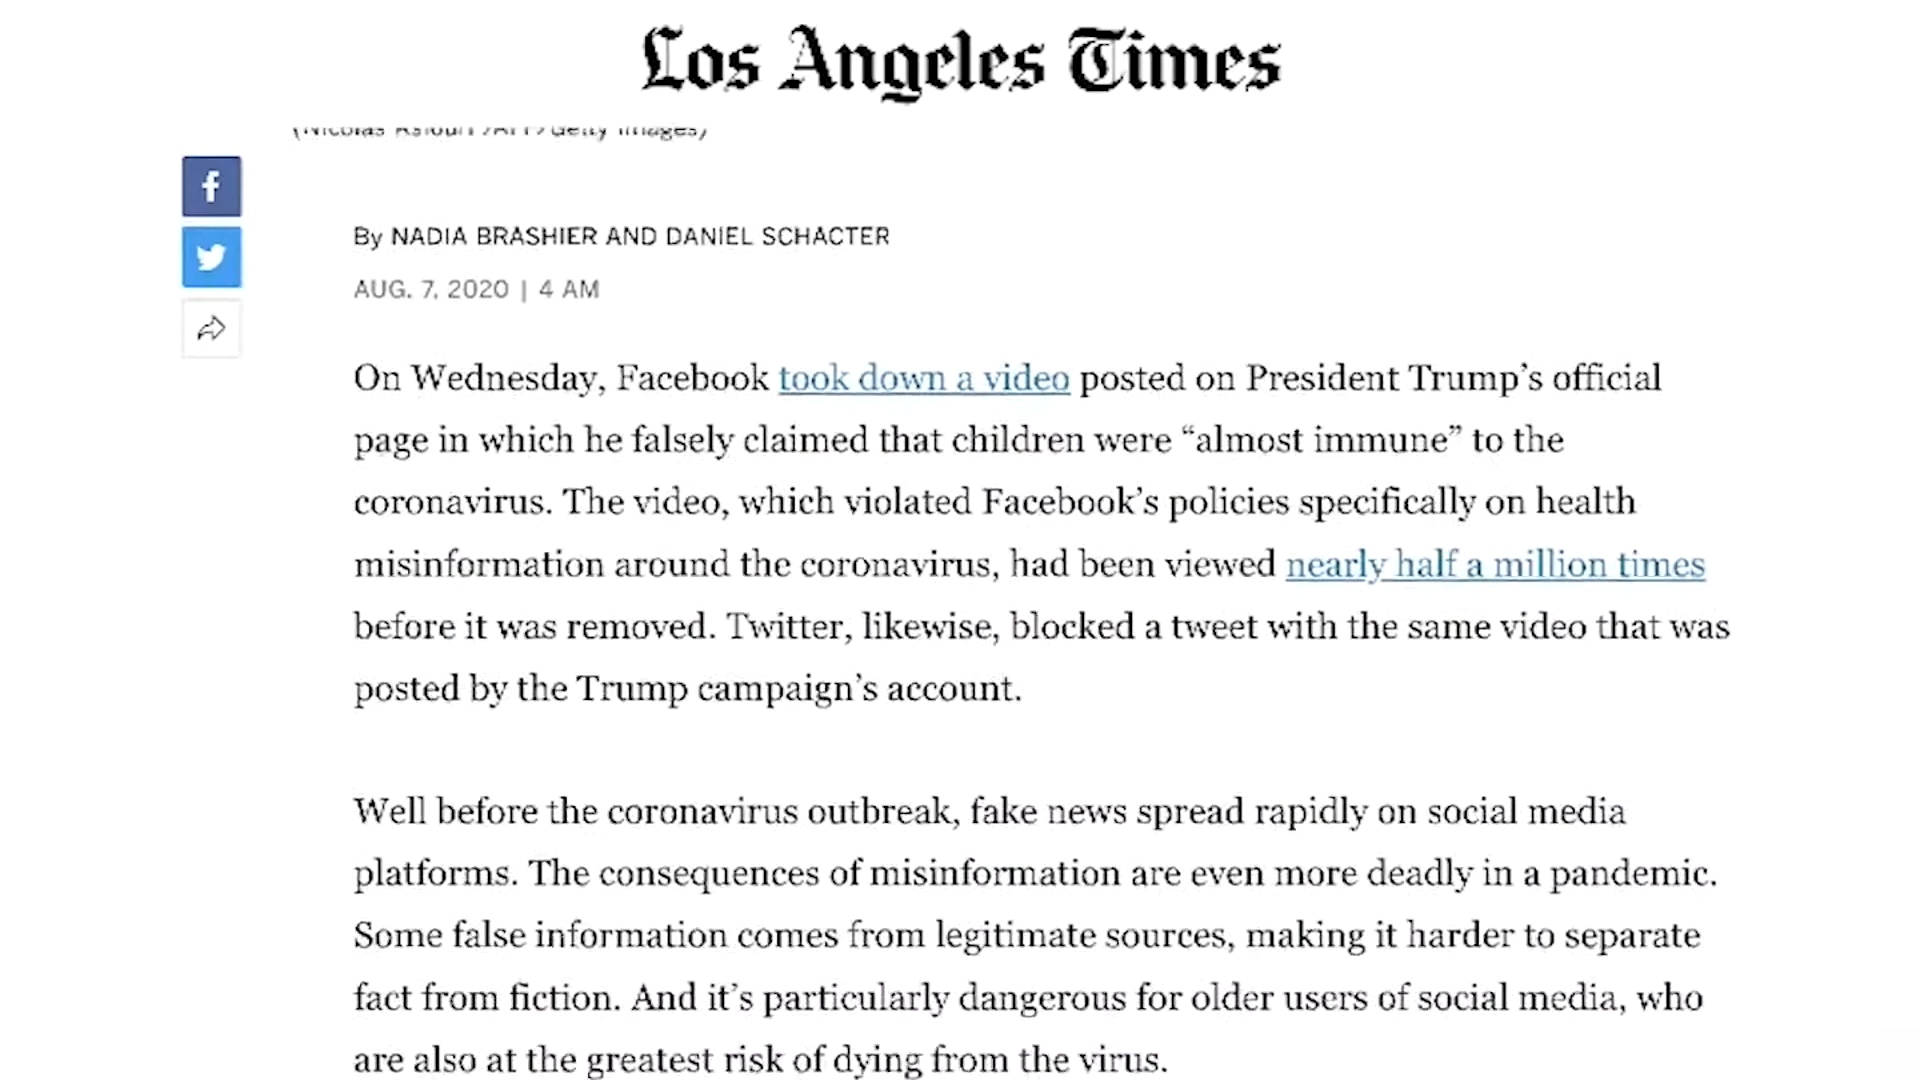 Los Angeles Times
By NADIA BRASHIER AND DANIEL SCHACTER
AUG. 7, 2020 | 4 AM
On Wednesday, Facebook took down a video posted on President Trump’s official
page in which he falsely claimed that children were “almost immune” to the
coronavirus. The video, which violated Facebook’s policies specifically on health
misinformation around the coronavirus, had been viewed nearly half a million times
before it was removed. Twitter, likewise, blocked a tweet with the same video that was
posted by the Trump campaign’s account.
Well before the coronavirus outbreak, fake news spread rapidly on social media
platforms. The consequences of misinformation are even more deadly in a pandemic.
Some false information comes from legitimate sources, making it harder to separate
fact from fiction. And it’s particularly dangerous for older users of social media, who
are also at the greatest risk of dying from the virus.